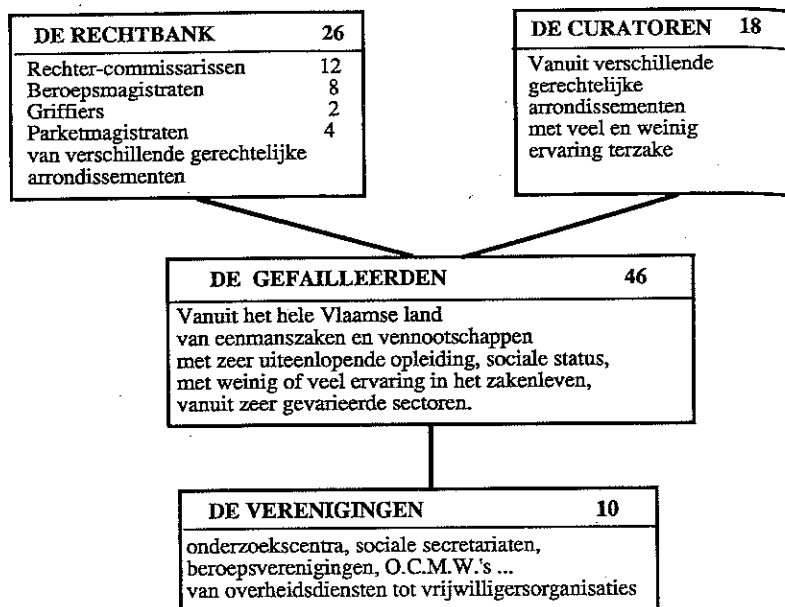 DE RECHTBANK 26
Rechter-commissarissen 12
Beroepsmagistraten 8
Griffiers 2
Parketmagistraten 4
van verschillende gerechtelijke
arrondissementen
DE CURATOREN 18
Vanuit verschillende
gerechtelijke
arrondissementen
met veel en weinig
ervaring terzake
DE GEFAILLEERDEN 46
Vanuit het hele Vlaamse land
van eenmanszaken en vennootschappen
met zeer uiteenlopende opleiding, sociale status,
met weinig of veel ervaring in het zakenleven,
vanuit zeer gevarieerde sectoren.
DE VERENIGINGEN 10
onderzoekscentra, sociale secretariaten,
beroepsverenigingen, O.C.M.W.'s ...
van overheidsdiensten tot vrijwilligersorganisaties